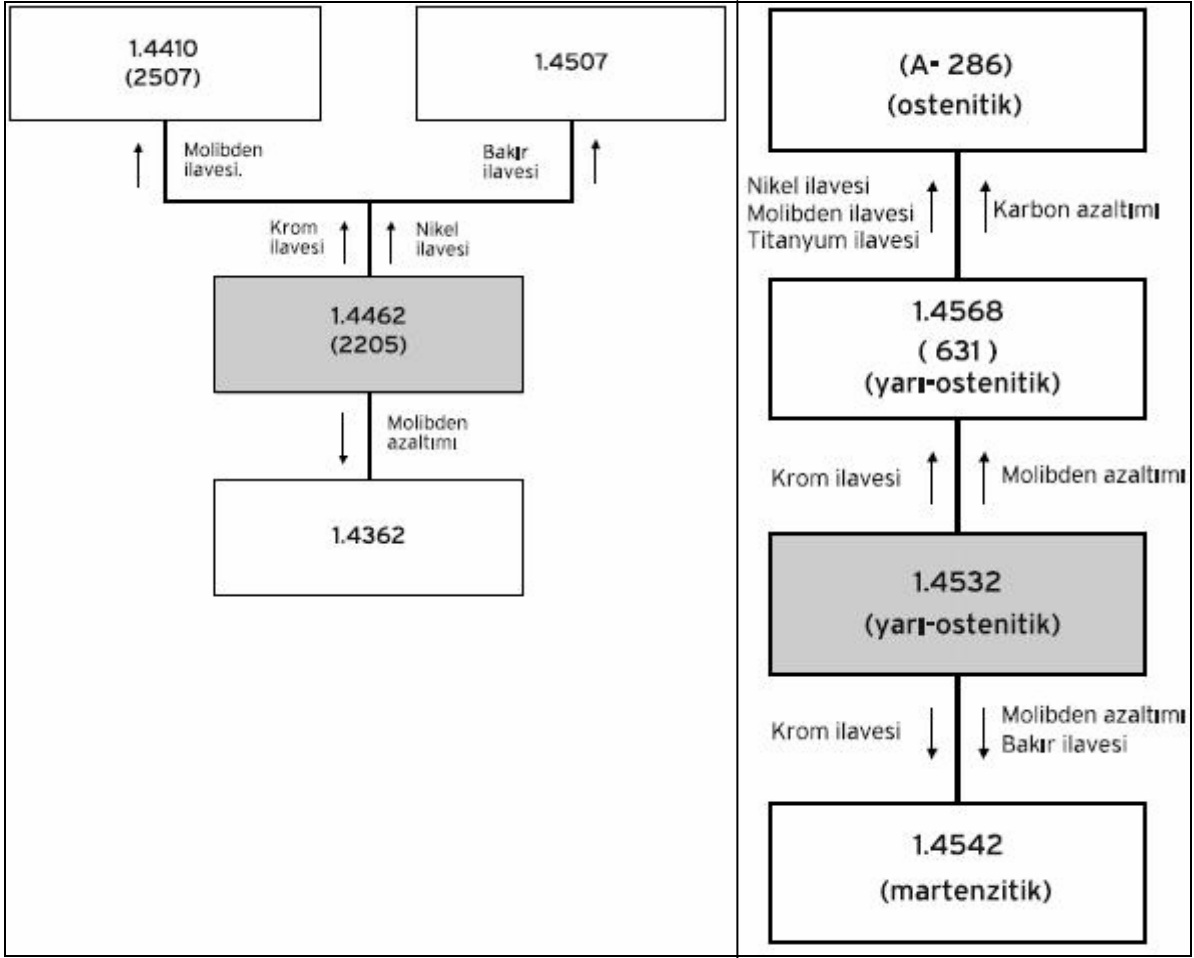 1.4410
(2507)
1.4507
Molibden
ilavesi.
Bakır
ilavesi
Krom
ilavesi
Nikel
ilavesi
1.4462
(2205)
Molibden
azaltımı
1.4362
(A- 286)
(ostenitik)
Nikel ilavesi
Molibden ilavesi
Titanyum ilavesi
Karbon azaltımı
1.4568
( 631 )
(yarı-ostenitik)
Krom ilavesi
Molibden azaltımı
1.4532
(yarı-ostenitik)
Krom ilavesi
Molibden azaltımı
Bakır ilavesi
1.4542
(martenzitik)